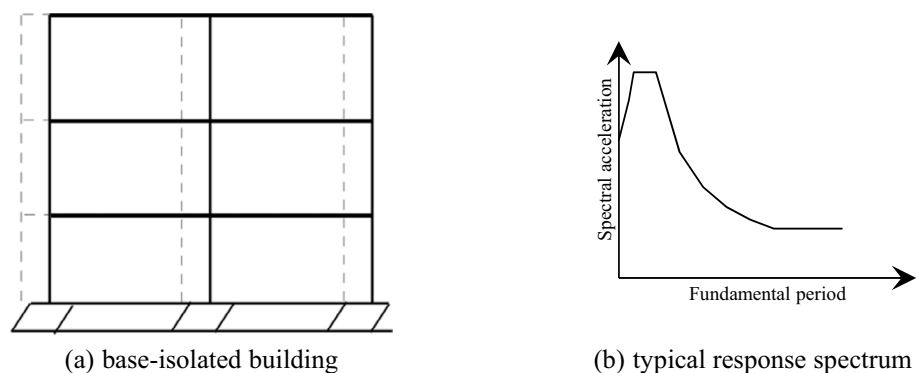 Spectral acceleration
Fundamental period
(a) base-isolated building
(b) typical response spectrum